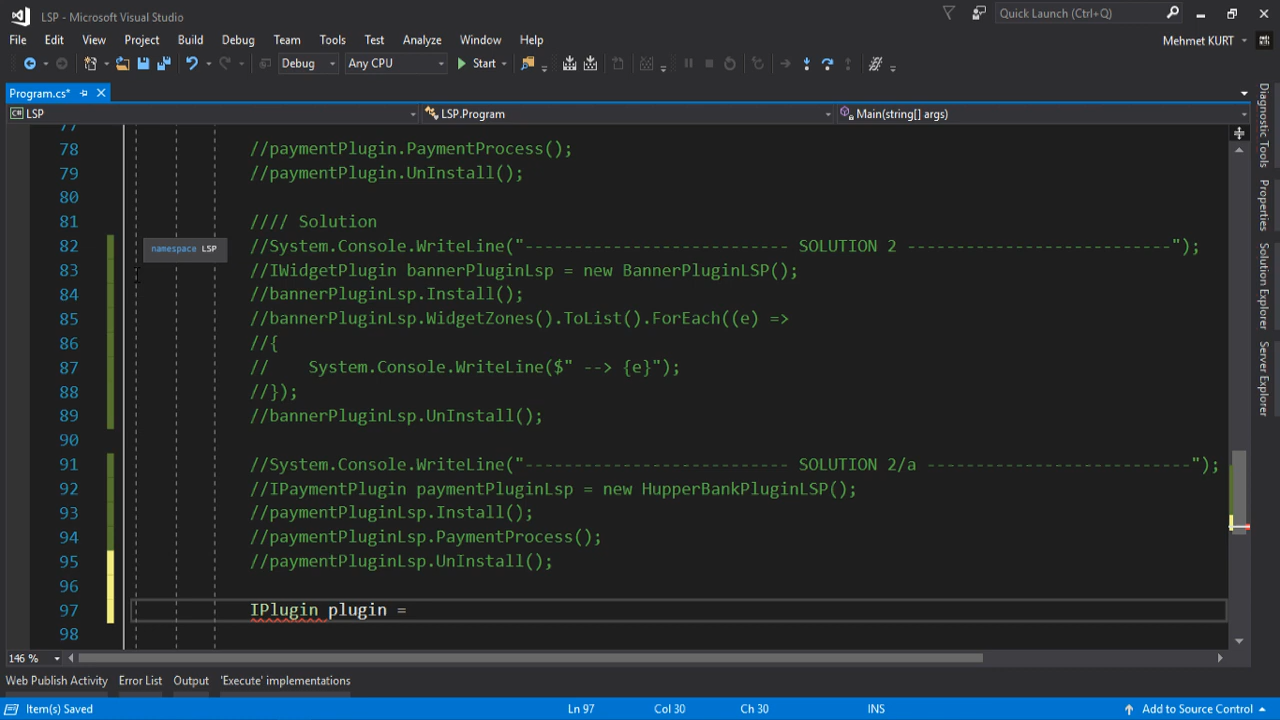 LSP - Microsoft Visual Studio
Quick Launch (Ctrl+Q)
File Edit View Project Build Debug Team Tools Test Analyze Window Help
Mehmet KURT
Debug Any CPU Start
Program.cs*
LSP LSP.Program Main(string[] args)
77
78 //paymentPlugin.PaymentProcess();
79 //paymentPlugin.UnInstall();
80
81 //// Solution
82 //System.Console.WriteLine("--------------------------- SOLUTION 2 ---------------------------");
namespace LSP
83 //IWidgetPlugin bannerPluginLsp = new BannerPluginLSP();
84 //bannerPluginLsp.Install();
85 //bannerPluginLsp.WidgetZones().ToList().ForEach((e) =>
86 //{
87 //    System.Console.WriteLine($" --> {e}");
88 //});
89 //bannerPluginLsp.UnInstall();
90
91 //System.Console.WriteLine("--------------------------- SOLUTION 2/a ---------------------------");
92 //IPaymentPlugin paymentPluginLsp = new HupperBankPluginLSP();
93 //paymentPluginLsp.Install();
94 //paymentPluginLsp.PaymentProcess();
95 //paymentPluginLsp.UnInstall();
96
97 IPlugin plugin =
98
146 %
Diagnostic Tools
Properties
Solution Explorer
Server Explorer
Web Publish Activity Error List Output 'Execute' implementations
Item(s) Saved Ln 97 Col 30 Ch 30 INS Add to Source Control